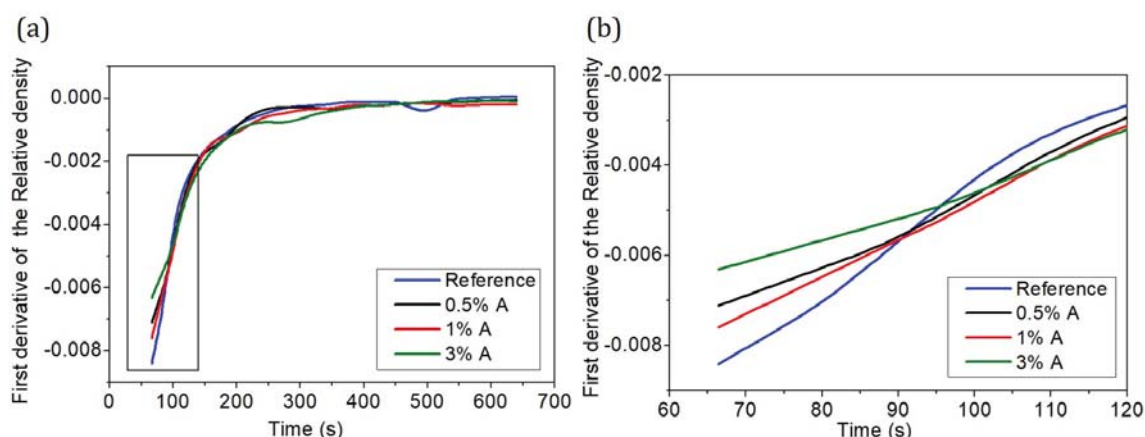 (a)
First derivative of the Relative density
0.000
-0.002
-0.004
-0.006
-0.008
Reference
0.5% A
1% A
3% A
0 100 200 300 400 500 600 700
Time (s)
(b)
First derivative of the Relative density
-0.002
-0.004
-0.006
-0.008
Reference
0.5% A
1% A
3% A
60 70 80 90 100 110 120
Time (s)